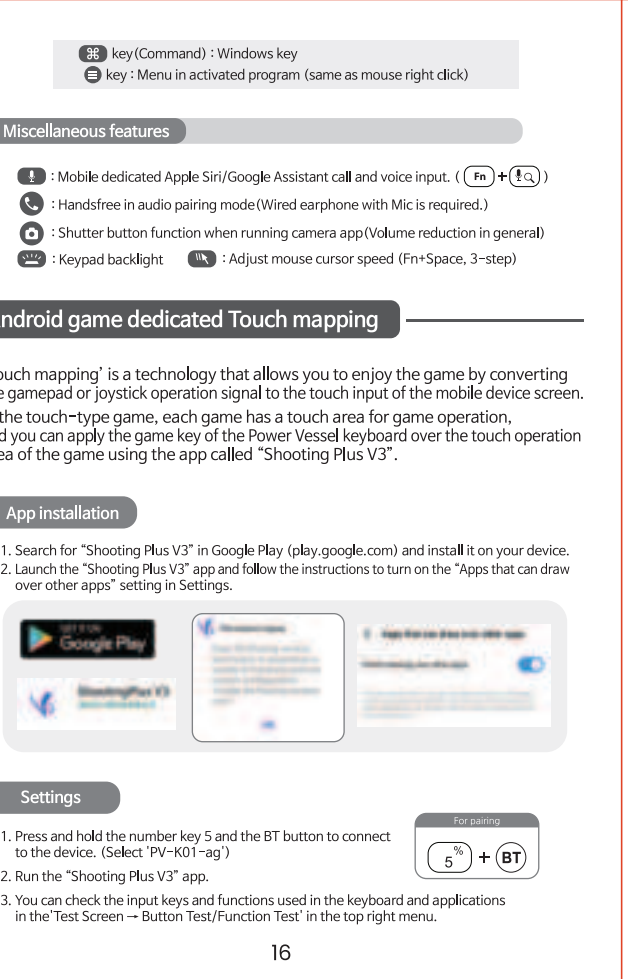 ⌘ key(Command) : Windows key
key : Menu in activated program (same as mouse right click)
Miscellaneous features
: Mobile dedicated Apple Siri/Google Assistant call and voice input. ( Fn + )
: Handsfree in audio pairing mode(Wired earphone with Mic is required.)
: Shutter button function when running camera app(Volume reduction in general)
: Keypad backlight : Adjust mouse cursor speed (Fn+Space, 3-step)
ndroid game dedicated Touch mapping
ouch mapping' is a technology that allows you to enjoy the game by converting
e gamepad or joystick operation signal to the touch input of the mobile device screen.
the touch-type game, each game has a touch area for game operation,
d you can apply the game key of the Power Vessel keyboard over the touch operation
ea of the game using the app called "Shooting Plus V3".
App installation
1. Search for "Shooting Plus V3" in Google Play (play.google.com) and install it on your device.
2. Launch the "Shooting Plus V3" app and follow the instructions to turn on the "Apps that can draw
over other apps" setting in Settings.
GET IT ON
Google Play
ShootingPlus V3
Settings
For pairing
5 % + BT
1. Press and hold the number key 5 and the BT button to connect
to the device. (Select 'PV-K01-ag')
2. Run the "Shooting Plus V3" app.
3. You can check the input keys and functions used in the keyboard and applications
in the'Test Screen → Button Test/Function Test' in the top right menu.
16